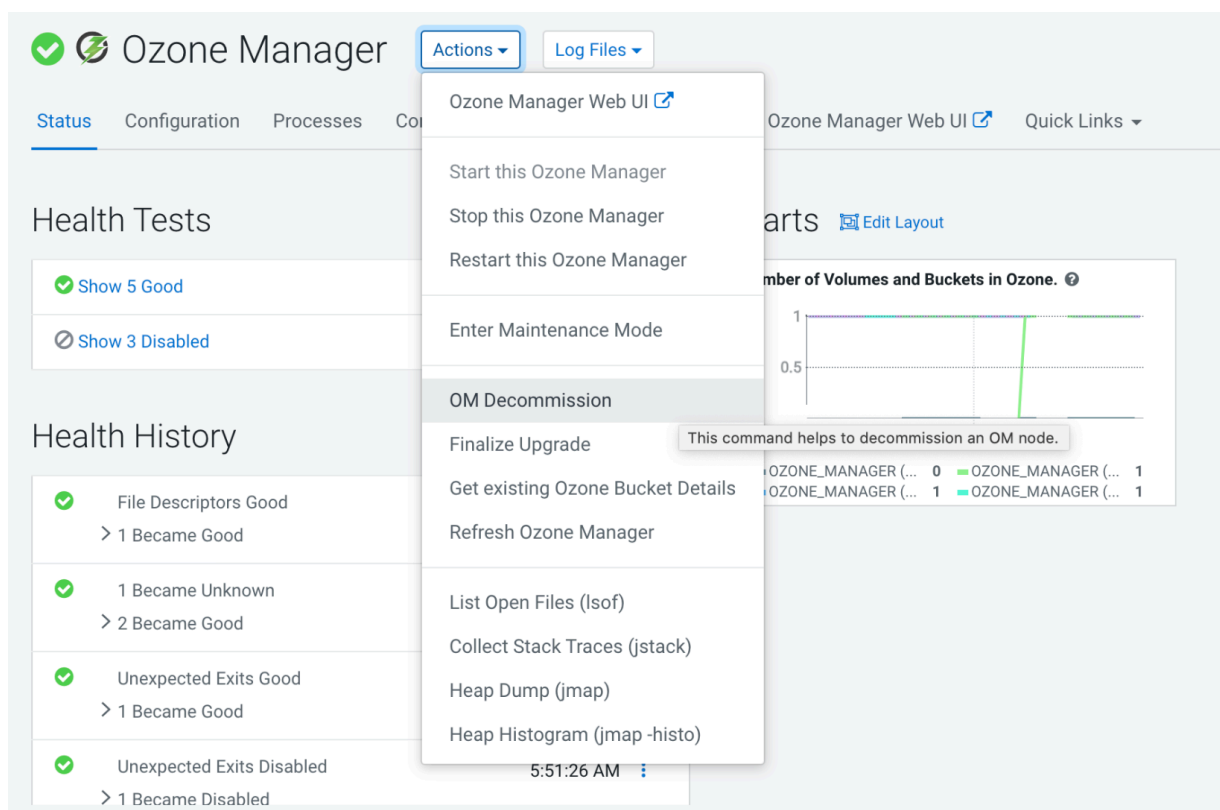 Ozone Manager
Actions
Log Files
Status
Configuration
Processes
Ozone Manager Web UI
Quick Links
Ozone Manager Web UI
Start this Ozone Manager
Stop this Ozone Manager
Restart this Ozone Manager
Enter Maintenance Mode
OM Decommission
This command helps to decommission an OM node.
Finalize Upgrade
Get existing Ozone Bucket Details
Refresh Ozone Manager
List Open Files (lsof)
Collect Stack Traces (jstack)
Heap Dump (jmap)
Heap Histogram (jmap -histo)
Health Tests
Show 5 Good
Show 3 Disabled
Health History
File Descriptors Good
1 Became Good
1 Became Unknown
2 Became Good
Unexpected Exits Good
1 Became Good
Unexpected Exits Disabled
5:51:26 AM
1 Became Disabled
arts
Edit Layout
mber of Volumes and Buckets in Ozone.
1
0.5
OZONE_MANAGER (... 0 OZONE_MANAGER (... 1
OZONE_MANAGER (... 1 OZONE_MANAGER (... 1